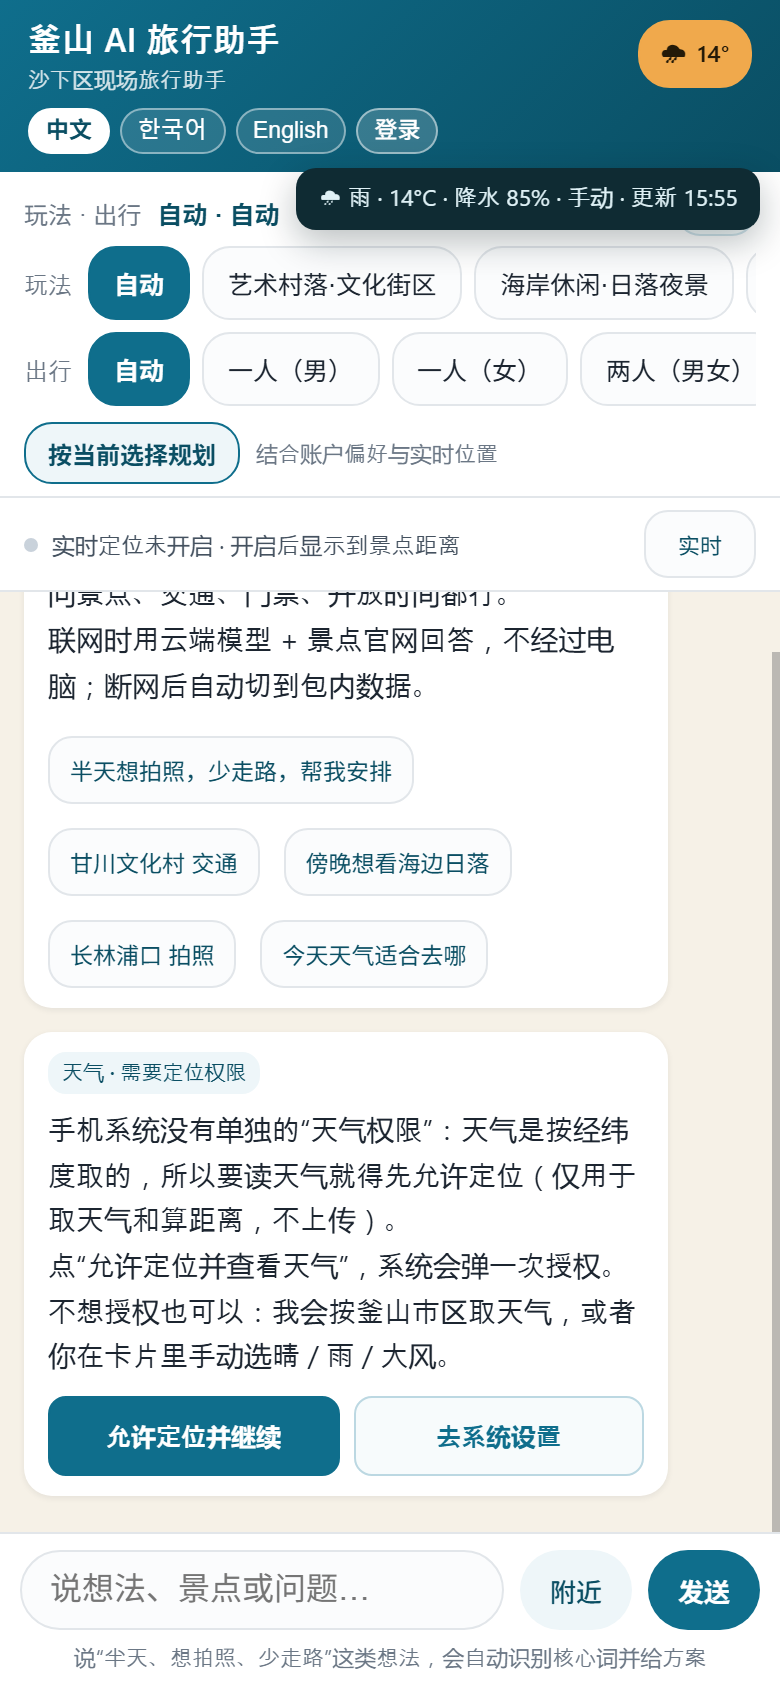 釜山 AI 旅行助手
14°
沙下区现场旅行助手
中文 한국어 English 登录
雨 · 14°C · 降水 85% · 手动 · 更新 15:55
玩法 · 出行 自动 · 自动
玩法 自动 艺术村落·文化街区 海岸休闲·日落夜景
出行 自动 一人（男） 一人（女） 两人（男女）
按当前选择规划 结合账户偏好与实时位置
实时定位未开启 · 开启后显示到景点距离 实时
问景点、交通、门票、开放时间都行。
联网时用云端模型 + 景点官网回答，不经过电
脑；断网后自动切到包内数据。
半天想拍照，少走路，帮我安排
甘川文化村 交通 傍晚想看海边日落
长林浦口 拍照 今天天气适合去哪
天气 · 需要定位权限
手机系统没有单独的“天气权限”：天气是按经纬
度取的，所以要读天气就得先允许定位（仅用于
取天气和算距离，不上传）。
点“允许定位并查看天气”，系统会弹一次授权。
不想授权也可以：我会按釜山市区取天气，或者
你在卡片里手动选晴 / 雨 / 大风。
允许定位并继续 去系统设置
说想法、景点或问题... 附近 发送
说“半天、想拍照、少走路”这类想法，会自动识别核心词并给方案